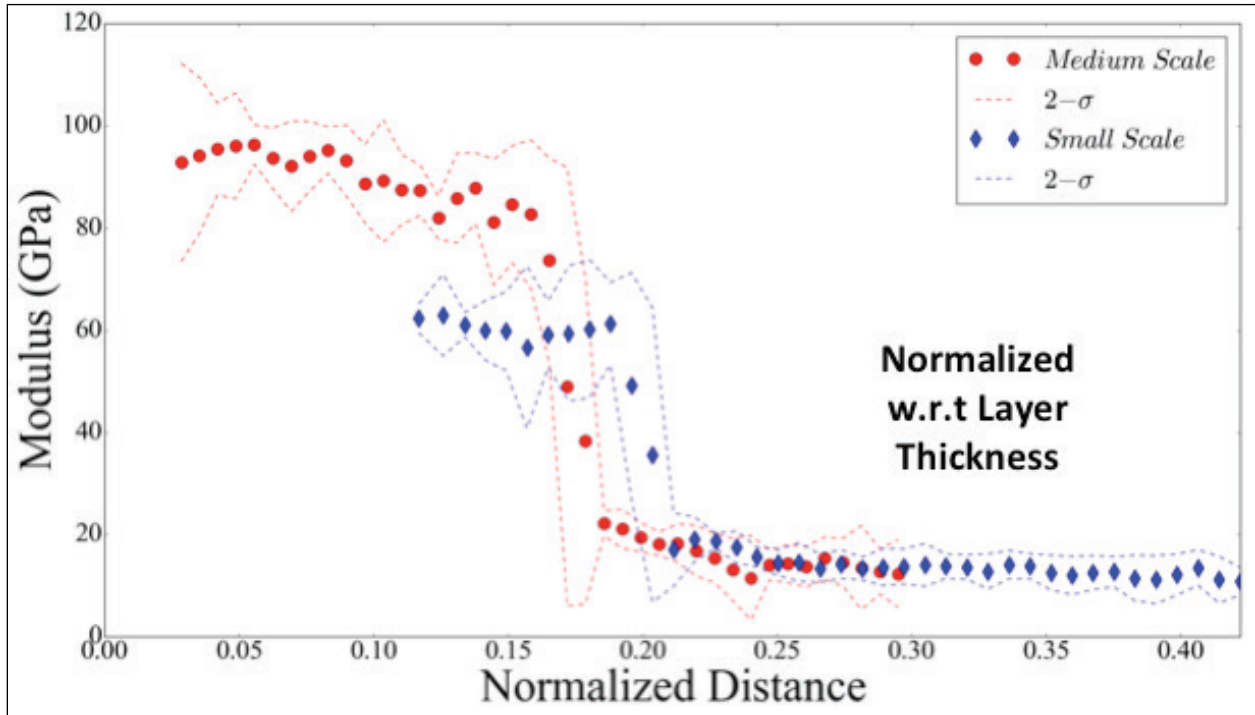 120
100
80
60
40
20
0
Modulus (GPa)
Medium Scale
2−σ
Small Scale
2−σ
Normalized
w.r.t Layer
Thickness
0.00 0.05 0.10 0.15 0.20 0.25 0.30 0.35 0.40
Normalized Distance